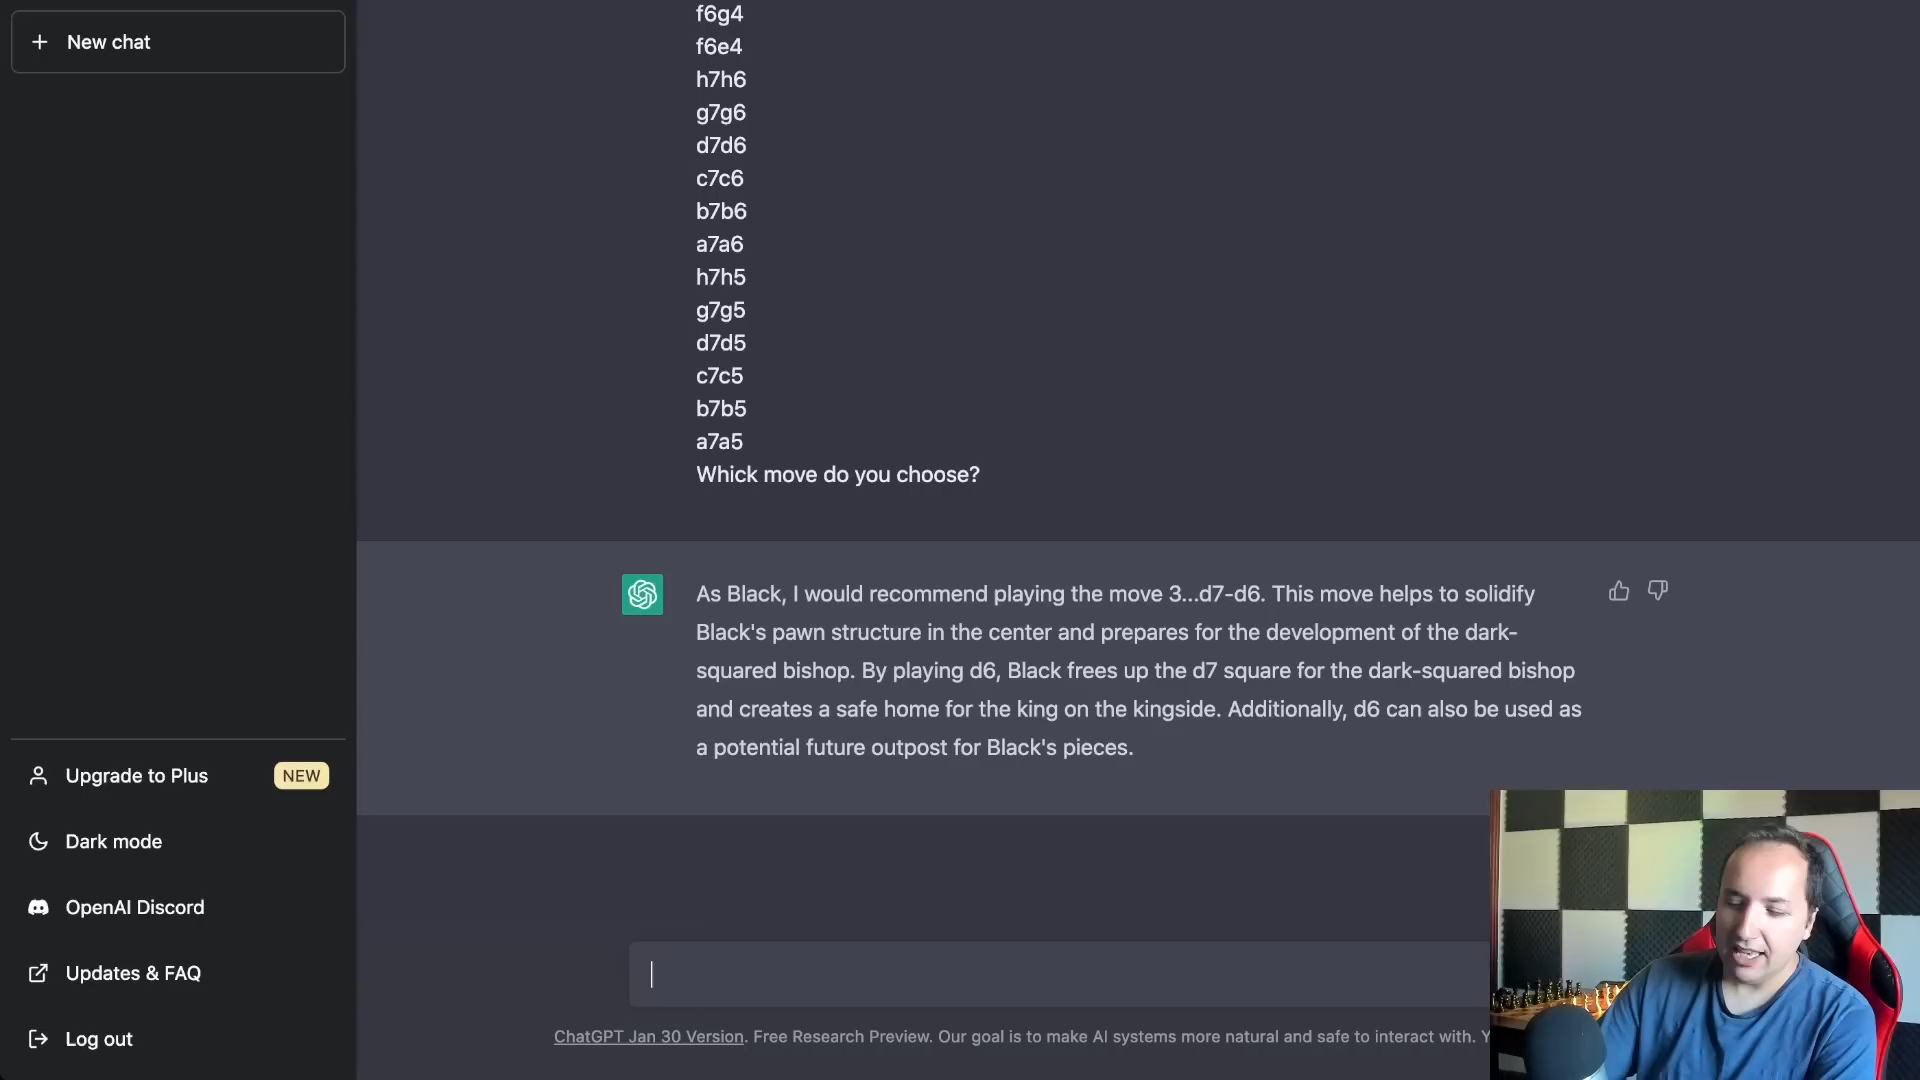 New chat
f6g4
f6e4
h7h6
g7g6
d7d6
c7c6
b7b6
a7a6
h7h5
g7g5
d7d5
c7c5
b7b5
a7a5
Whick move do you choose?
As Black, I would recommend playing the move 3...d7-d6. This move helps to solidify
Black's pawn structure in the center and prepares for the development of the dark-
squared bishop. By playing d6, Black frees up the d7 square for the dark-squared bishop
and creates a safe home for the king on the kingside. Additionally, d6 can also be used as
a potential future outpost for Black's pieces.
Upgrade to Plus NEW
Dark mode
OpenAI Discord
Updates & FAQ
Log out
ChatGPT Jan 30 Version. Free Research Preview. Our goal is to make AI systems more natural and safe to interact with.